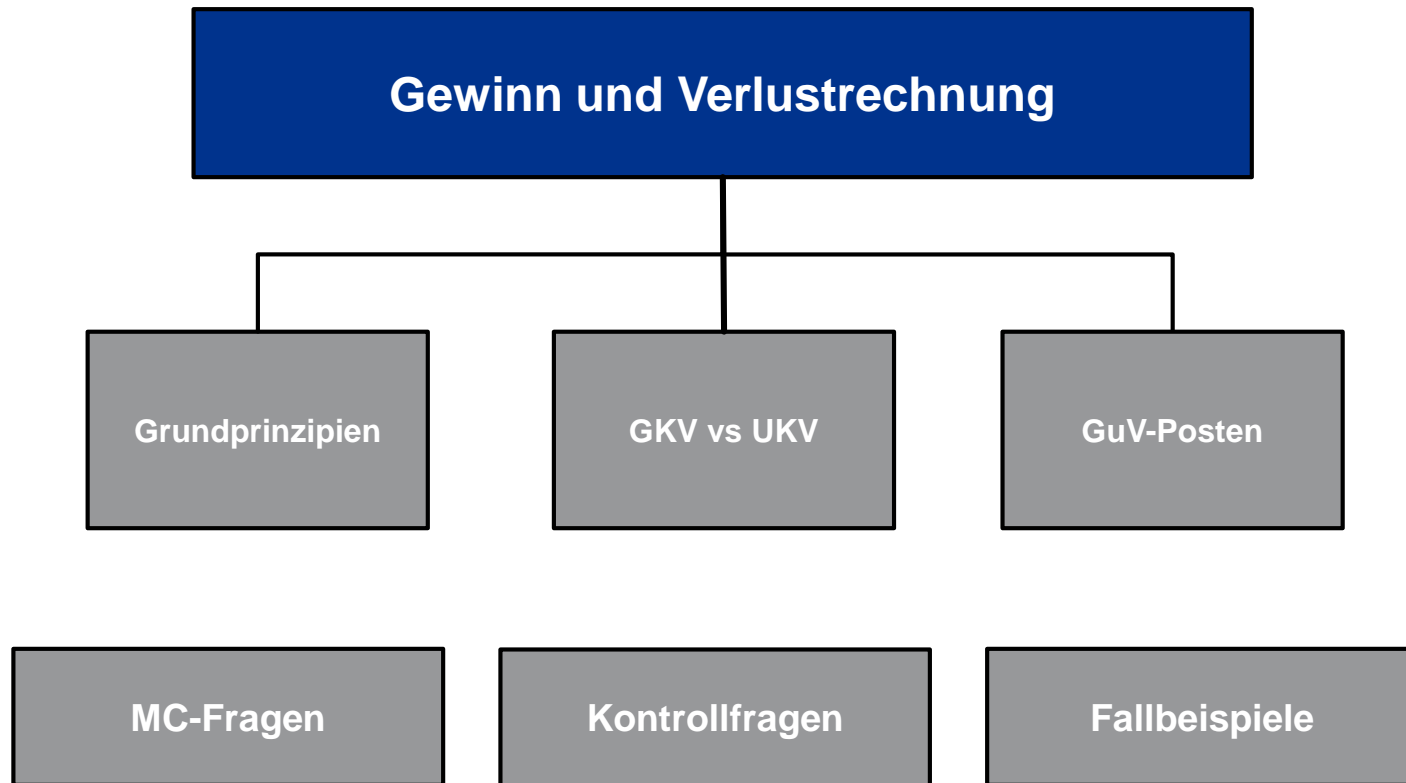 Gewinn und Verlustrechnung
Grundprinzipien
GKV vs UKV
GuV-Posten
MC-Fragen
Kontrollfragen
Fallbeispiele